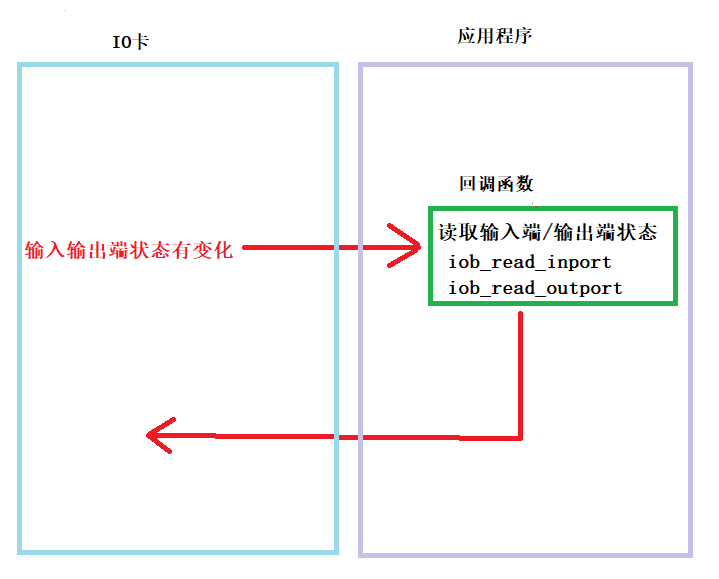 IO卡
应用程序
回调函数
输入输出端状态有变化
读取输入端/输出端状态
iob_read_inport
iob_read_outport